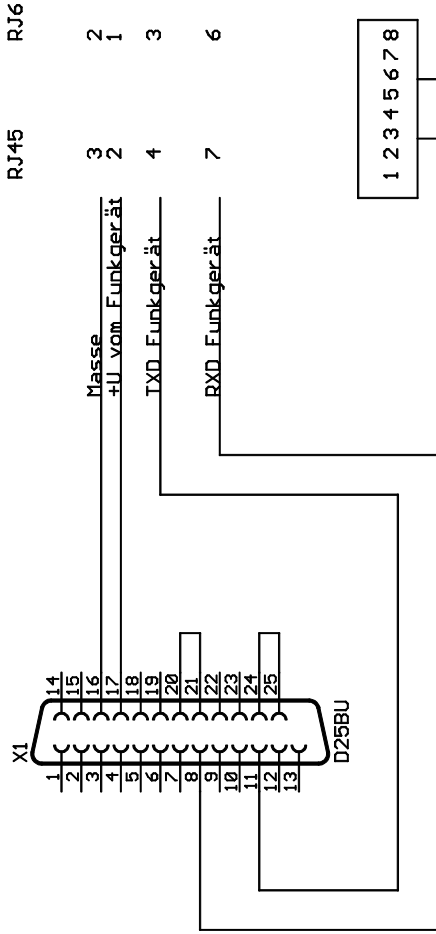 X1 RJ45 RJ6
1 14
2 15
3 16 Masse 3 2
4 17 +U vom Funkgerät 2 1
5 18
6 19 TXD Funkgerät 4 3
7 20
8 21
9 22 RXD Funkgerät 7 6
10 23
11 24
12 25
13
D25BU
1 2 3 4 5 6 7 8